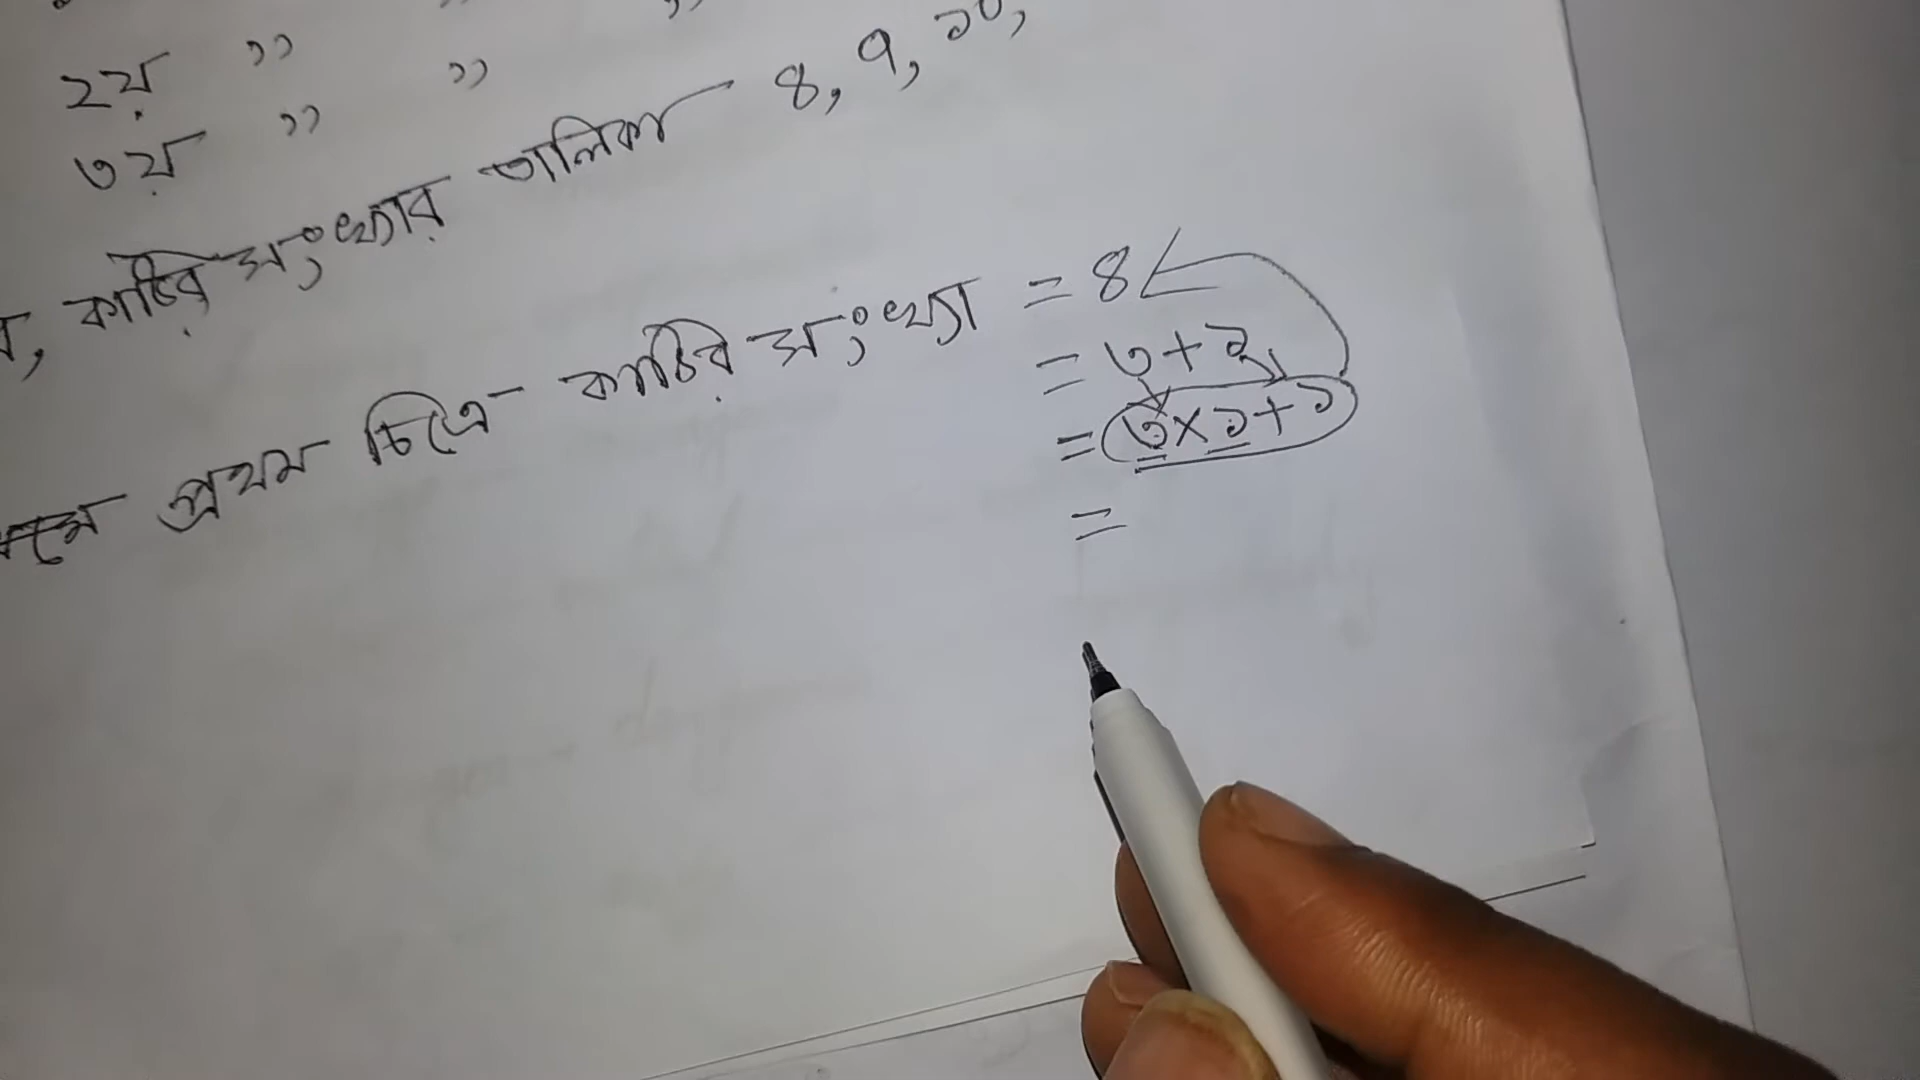 ২য় ,, ,,
৩য় ,, ,,
কাঠির সংখ্যার তালিকা ৪, ৭, ১০,
প্রথম চিত্রে কাঠির সংখ্যা = ৪
= ৩ + ১
= ৩ × ১ + ১
=